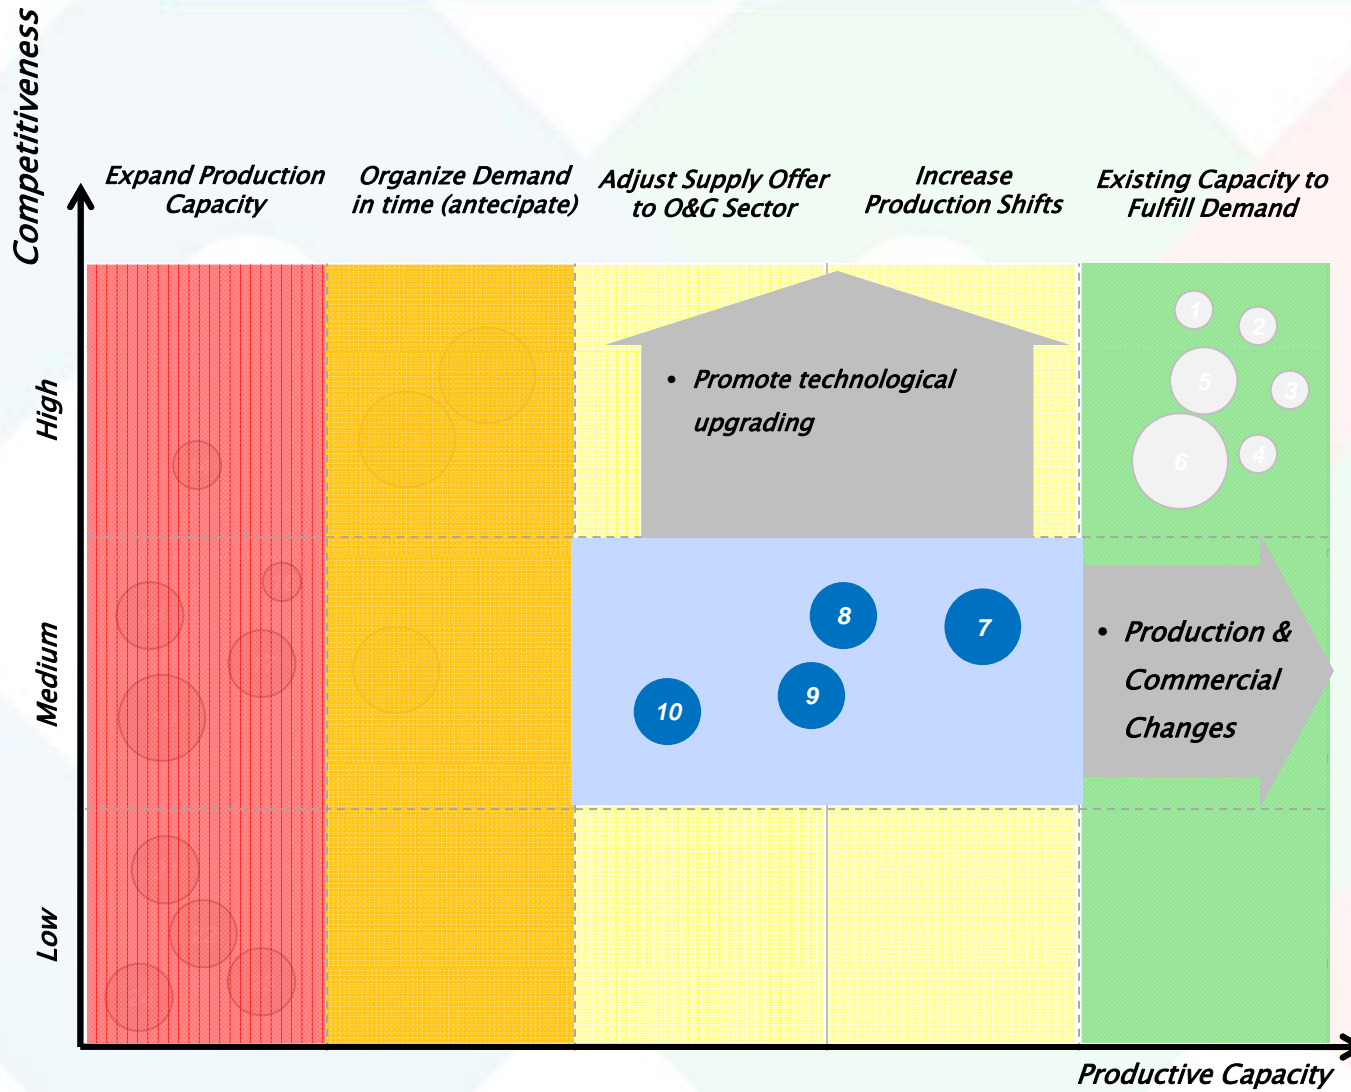 Competitiveness
Expand Production
Capacity
Organize Demand
in time (antecipate)
Adjust Supply Offer
to O&G Sector
Increase
Production Shifts
Existing Capacity to
Fulfill Demand
High
• Promote technological
upgrading
1
2
5
3
6
4
Medium
8
7
9
10
• Production &
Commercial
Changes
Low
Productive Capacity